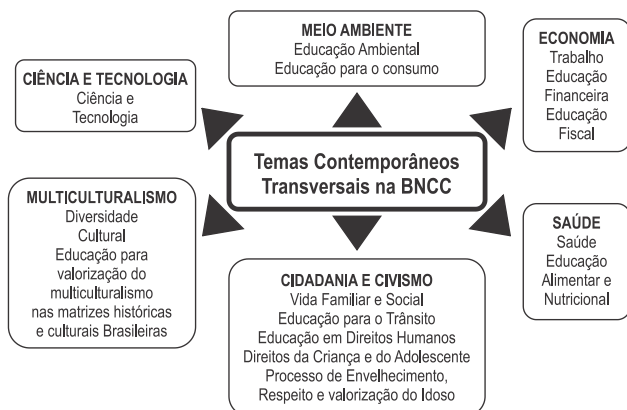 MEIO AMBIENTE
Educação Ambiental
Educação para o consumo
ECONOMIA
Trabalho
Educação
Financeira
Educação
Fiscal
CIÊNCIA E TECNOLOGIA
Ciência e
Tecnologia
Temas Contemporâneos
Transversais na BNCC
MULTICULTURALISMO
Diversidade
Cultural
Educação para
valorização do
multiculturalismo
nas matrizes históricas
e culturais Brasileiras
SAÚDE
Saúde
Educação
Alimentar e
Nutricional
CIDADANIA E CIVISMO
Vida Familiar e Social
Educação para o Trânsito
Educação em Direitos Humanos
Direitos da Criança e do Adolescente
Processo de Envelhecimento,
Respeito e valorização do Idoso